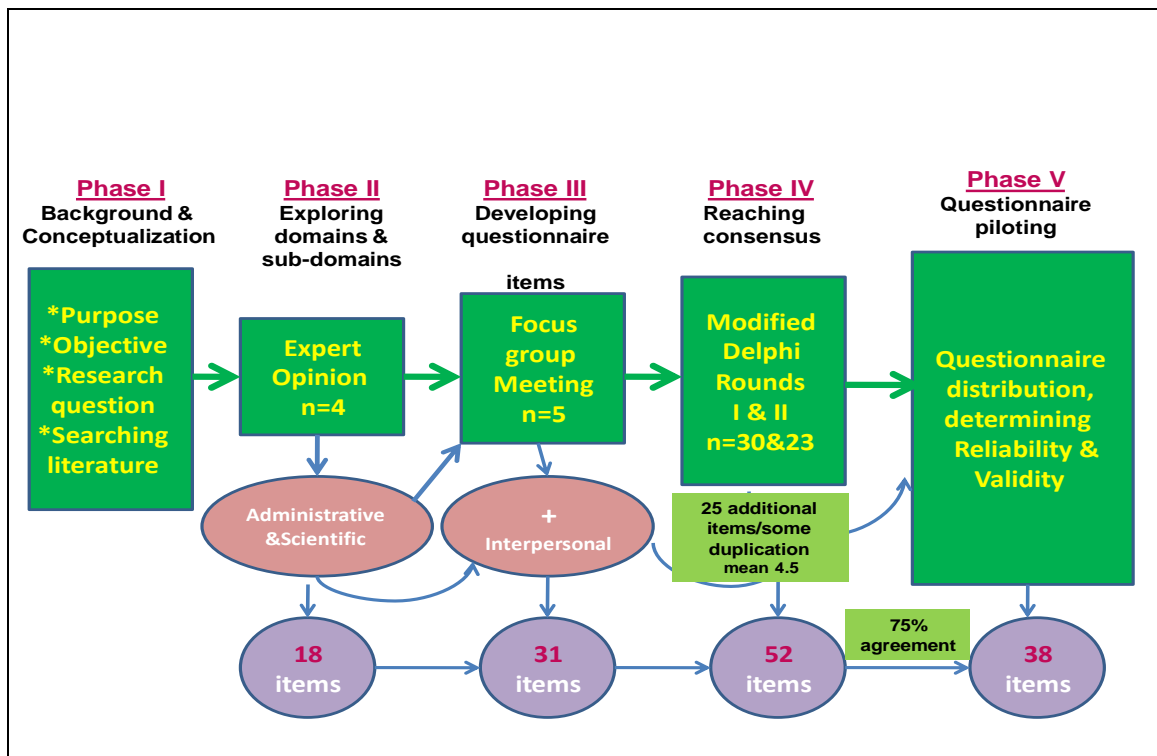 Phase I
Background &
Conceptualization
*Purpose
*Objective
*Research
question
*Searching
literature
Phase II
Exploring
domains &
sub-domains
Expert
Opinion
n=4
Administrative
&Scientific
18
items
Phase III
Developing
questionnaire
items
Focus
group
Meeting
n=5
+
Interpersonal
31
items
Phase IV
Reaching
consensus
Modified
Delphi
Rounds
I & II
n=30&23
25 additional
items/some
duplication
mean 4.5
52
items
75%
agreement
Phase V
Questionnaire
piloting
Questionnaire
distribution,
determining
Reliability &
Validity
38
items